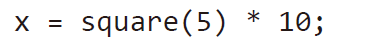 x = square(5) * 10;